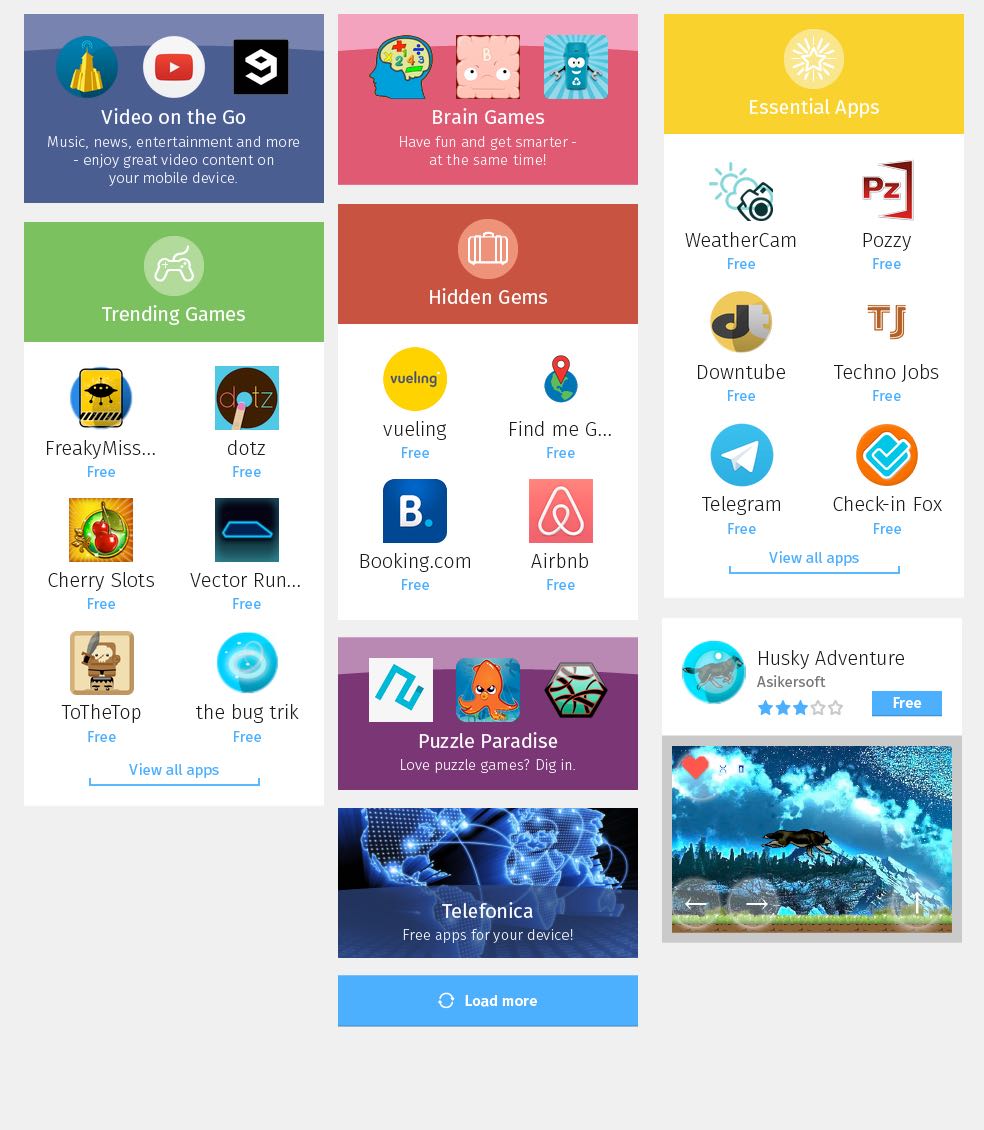 Video on the Go
Music, news, entertainment and more
- enjoy great video content on
your mobile device.
Trending Games
FreakyMiss...
Free
dotz
dotz
Free
Cherry Slots
Free
Vector Run...
Free
ToTheTop
Free
the bug trik
Free
View all apps
Brain Games
Have fun and get smarter -
at the same time!
Hidden Gems
vueling
vueling
Free
Find me G...
Free
B.
Booking.com
Free
Airbnb
Free
Puzzle Paradise
Love puzzle games? Dig in.
Telefonica
Free apps for your device!
Load more
Essential Apps
WeatherCam
Free
Pz
Pozzy
Free
Downtube
Free
TJ
Techno Jobs
Free
Telegram
Free
Check-in Fox
Free
View all apps
Husky Adventure
Asikersoft
Free